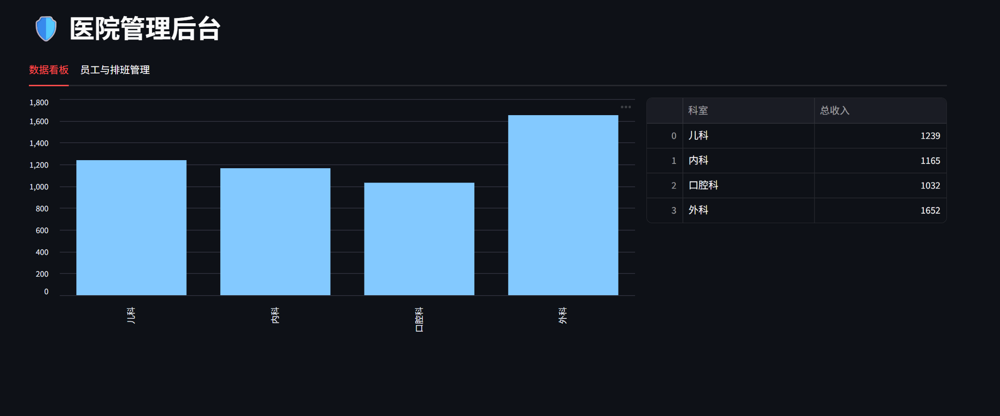 医院管理后台
数据看板 员工与排班管理
1,800
1,600
1,400
1,200
1,000
800
600
400
200
0
儿科 内科 口腔科 外科
科室 总收入
0 儿科 1239
1 内科 1165
2 口腔科 1032
3 外科 1652